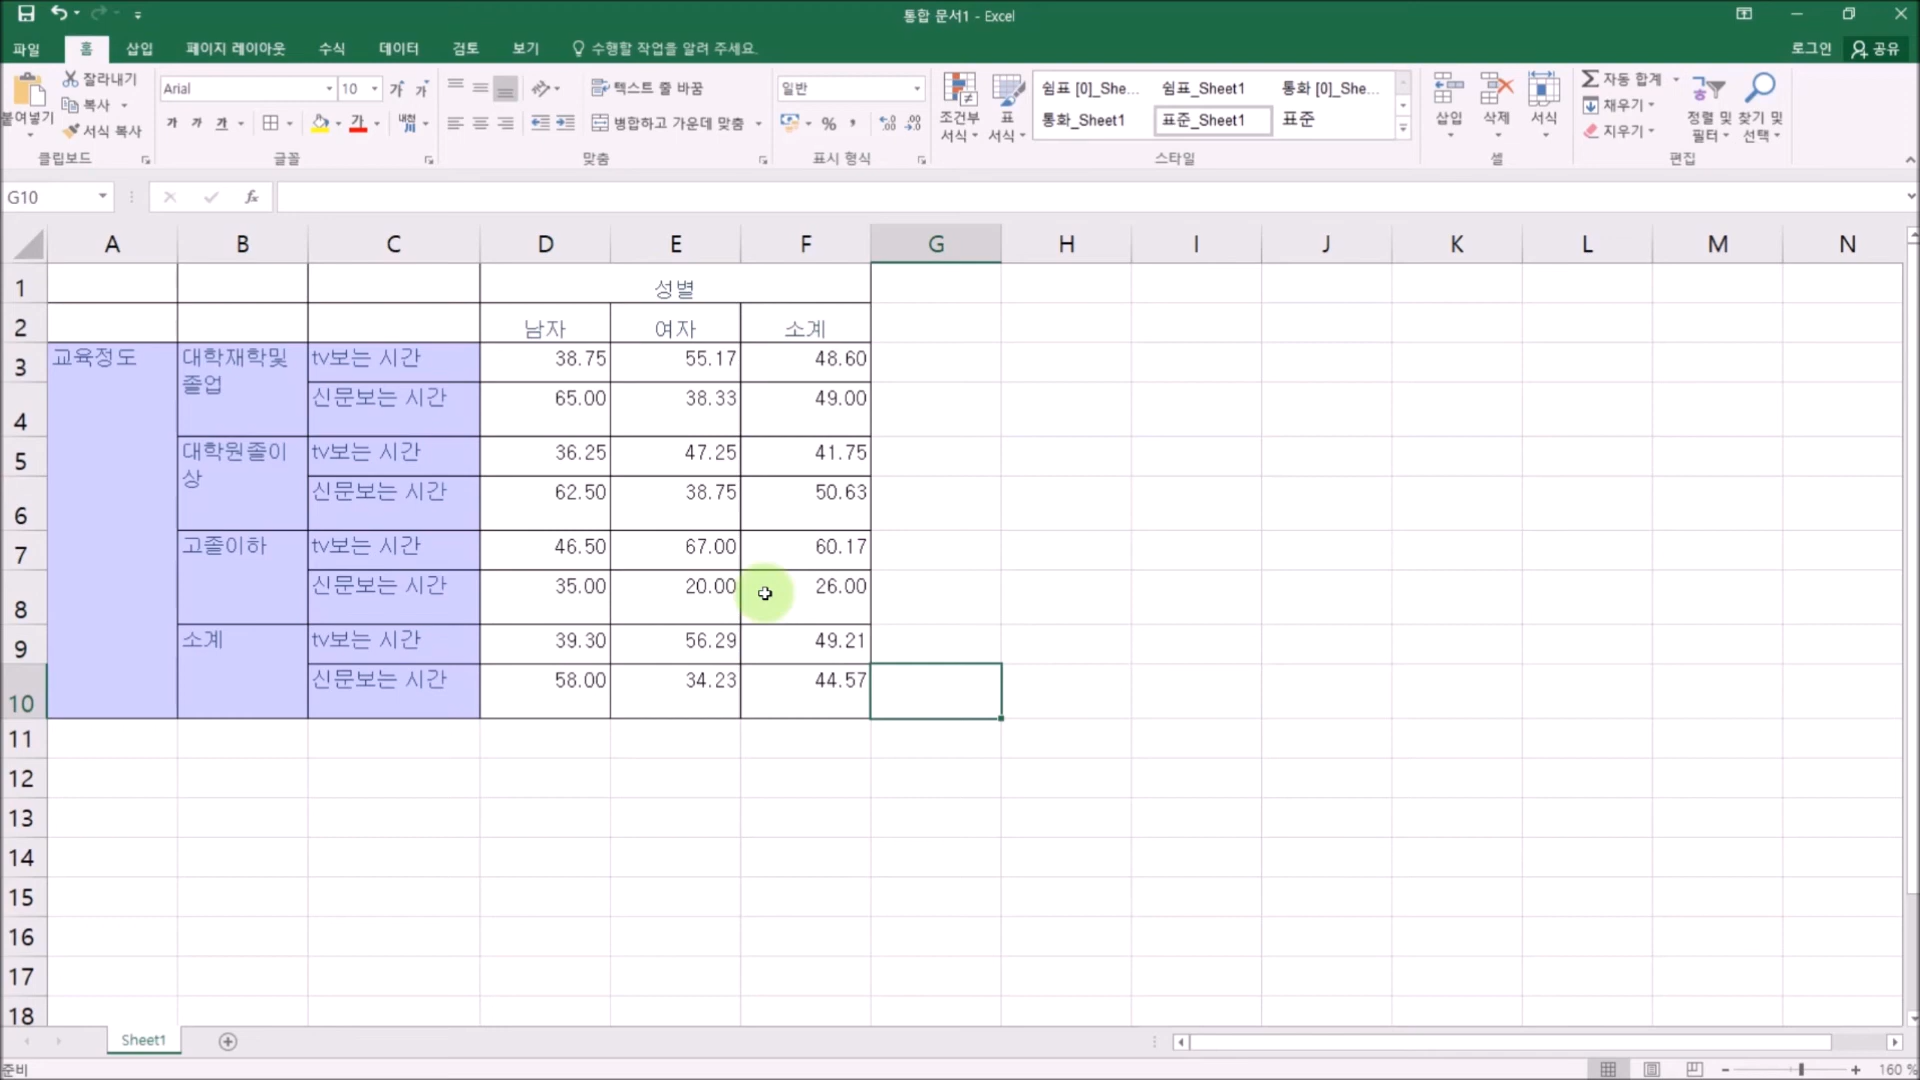 통합 문서1 - Excel
파일 홈 삽입 페이지 레이아웃 수식 데이터 검토 보기 수행할 작업을 알려 주세요. 로그인 공유
붙여넣기 잘라내기 복사 서식 복사
클립보드
Arial 10 가 가
가 가 가 내천
글꼴
텍스트 줄 바꿈
병합하고 가운데 맞춤
맞춤
일반
%
표시 형식
조건부 서식 표 서식
쉼표 [0]_She... 쉼표_Sheet1 통화 [0]_She...
통화_Sheet1 표준_Sheet1 표준
스타일
삽입 삭제 서식
셀
자동 합계
채우기
지우기
정렬 및 필터 찾기 및 선택
편집
G10 fx
A B C D E F G H I J K L M N
1 성별
2 남자 여자 소계
3 교육정도 대학재학및 졸업 tv보는 시간 38.75 55.17 48.60
4 신문보는 시간 65.00 38.33 49.00
5 대학원졸이상 tv보는 시간 36.25 47.25 41.75
6 신문보는 시간 62.50 38.75 50.63
7 고졸이하 tv보는 시간 46.50 67.00 60.17
8 신문보는 시간 35.00 20.00 26.00
9 소계 tv보는 시간 39.30 56.29 49.21
10 신문보는 시간 58.00 34.23 44.57
11
12
13
14
15
16
17
18
Sheet1
준비 160 %